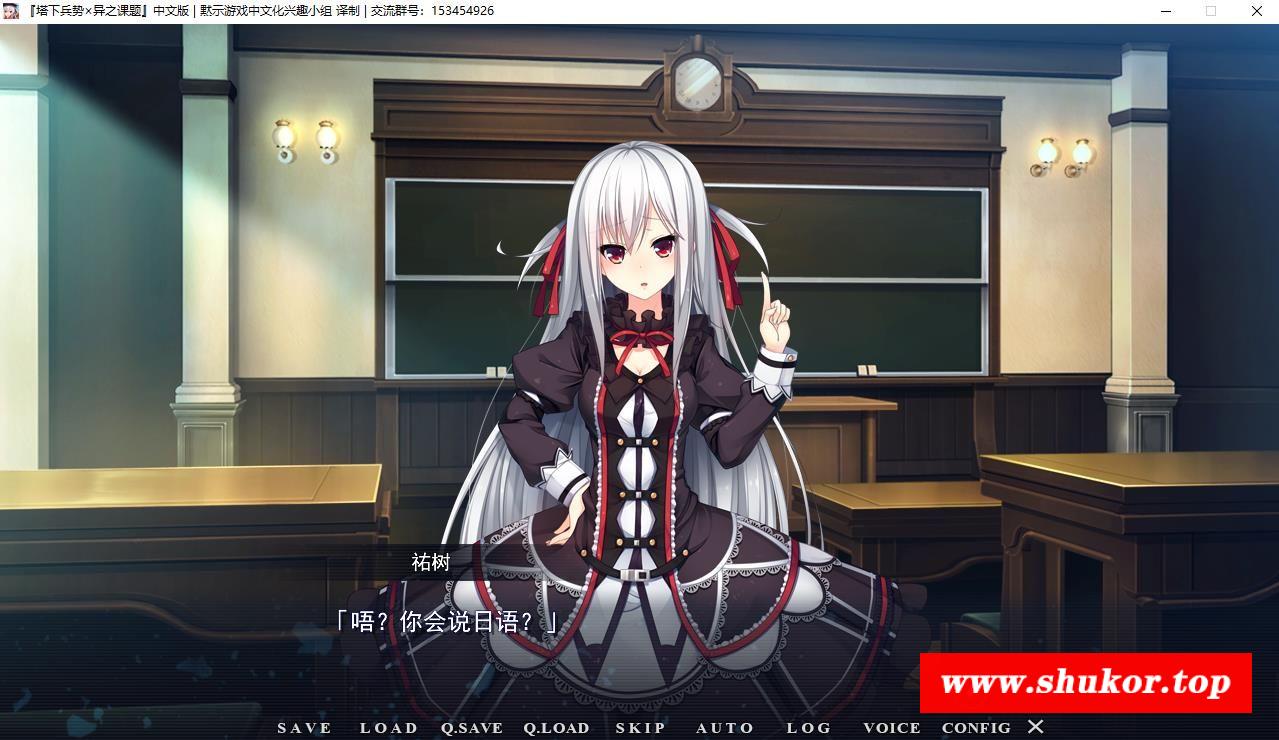 『塔下兵势×异之课题』中文版 | 默示游戏中文化兴趣小组 译制 | 交流群号：153454926
祐树
「唔？你会说日语？」
www.shukor.top
SAVE LOAD Q.SAVE Q.LOAD SKIP AUTO LOG VOICE CONFIG